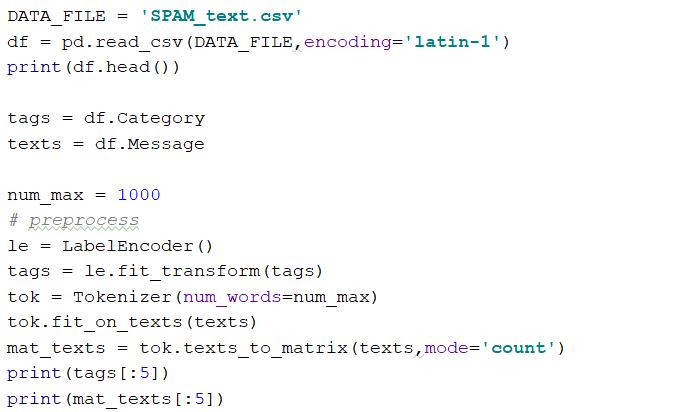 DATA_FILE = 'SPAM_text.csv'
df = pd.read_csv(DATA_FILE,encoding='latin-1')
print(df.head())
tags = df.Category
texts = df.Message
num_max = 1000
# preprocess
le = LabelEncoder()
tags = le.fit_transform(tags)
tok = Tokenizer(num_words=num_max)
tok.fit_on_texts(texts)
mat_texts = tok.texts_to_matrix(texts,mode='count')
print(tags[:5])
print(mat_texts[:5])